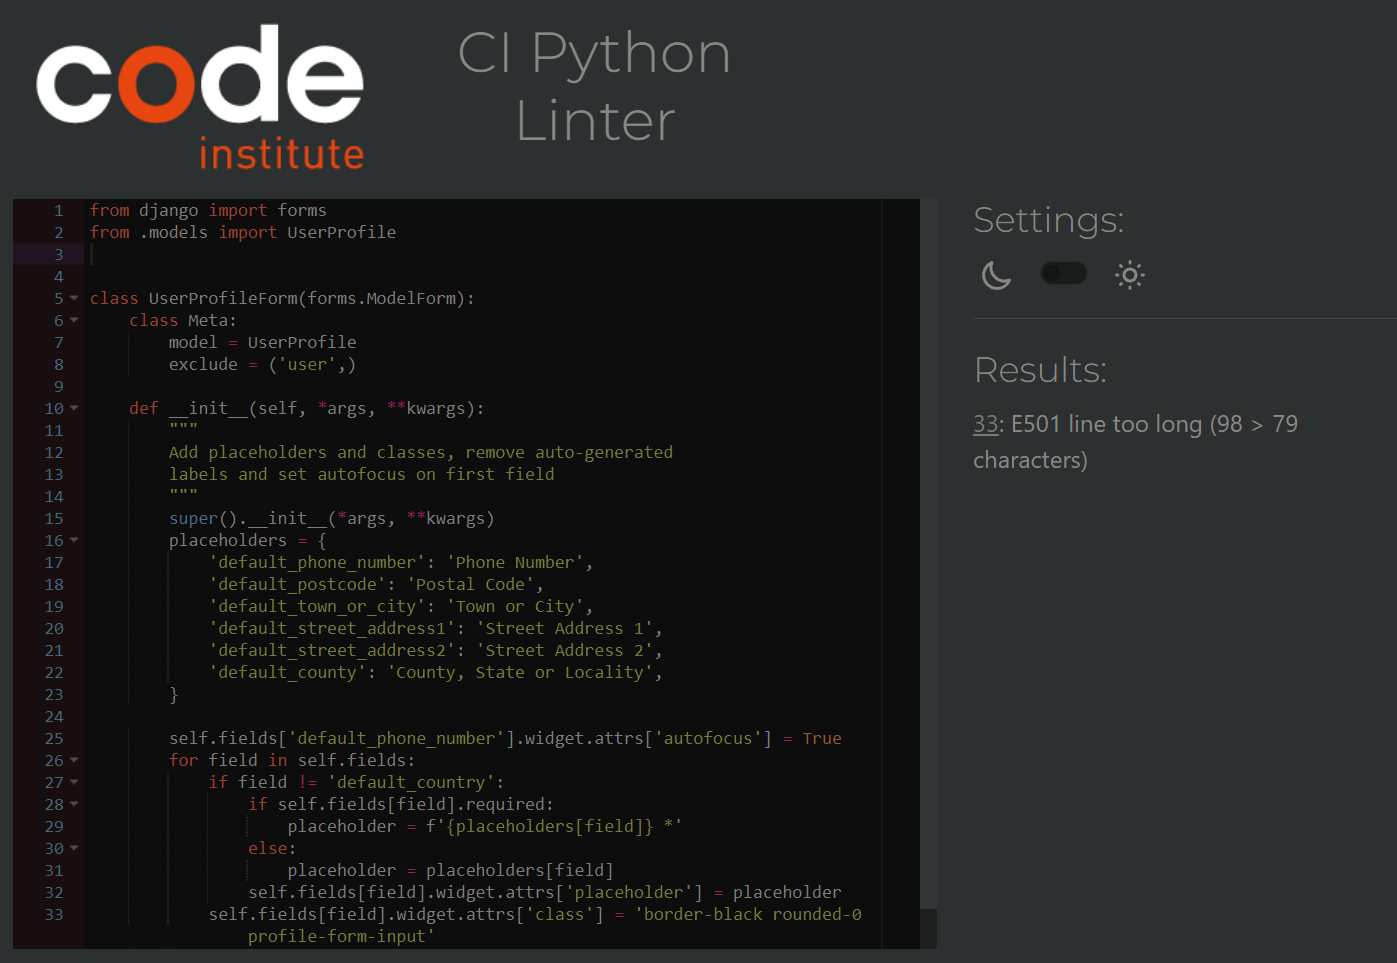 code
institute
CI Python
Linter
1 from django import forms
2 from .models import UserProfile
3
4
5 class UserProfileForm(forms.ModelForm):
6     class Meta:
7         model = UserProfile
8         exclude = ('user',)
9
10     def __init__(self, *args, **kwargs):
11         """
12         Add placeholders and classes, remove auto-generated
13         labels and set autofocus on first field
14         """
15         super().__init__(*args, **kwargs)
16         placeholders = {
17             'default_phone_number': 'Phone Number',
18             'default_postcode': 'Postal Code',
19             'default_town_or_city': 'Town or City',
20             'default_street_address1': 'Street Address 1',
21             'default_street_address2': 'Street Address 2',
22             'default_county': 'County, State or Locality',
23         }
24
25         self.fields['default_phone_number'].widget.attrs['autofocus'] = True
26         for field in self.fields:
27             if field != 'default_country':
28                 if self.fields[field].required:
29                     placeholder = f'{placeholders[field]} *'
30                 else:
31                     placeholder = placeholders[field]
32                 self.fields[field].widget.attrs['placeholder'] = placeholder
33             self.fields[field].widget.attrs['class'] = 'border-black rounded-0
                profile-form-input'
Settings:
Results:
33: E501 line too long (98 > 79
characters)